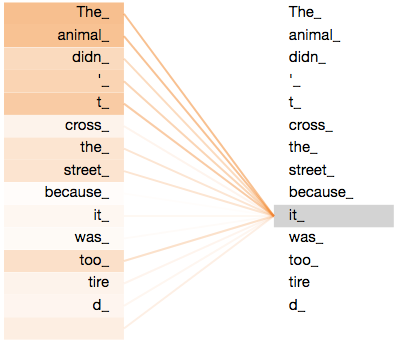 The_ The_
animal_ animal_
didn_ didn_
'_ '_
t_ t_
cross_ cross_
the_ the_
street_ street_
because_ because_
it_ it_
was_ was_
too_ too_
tire tire
d_ d_